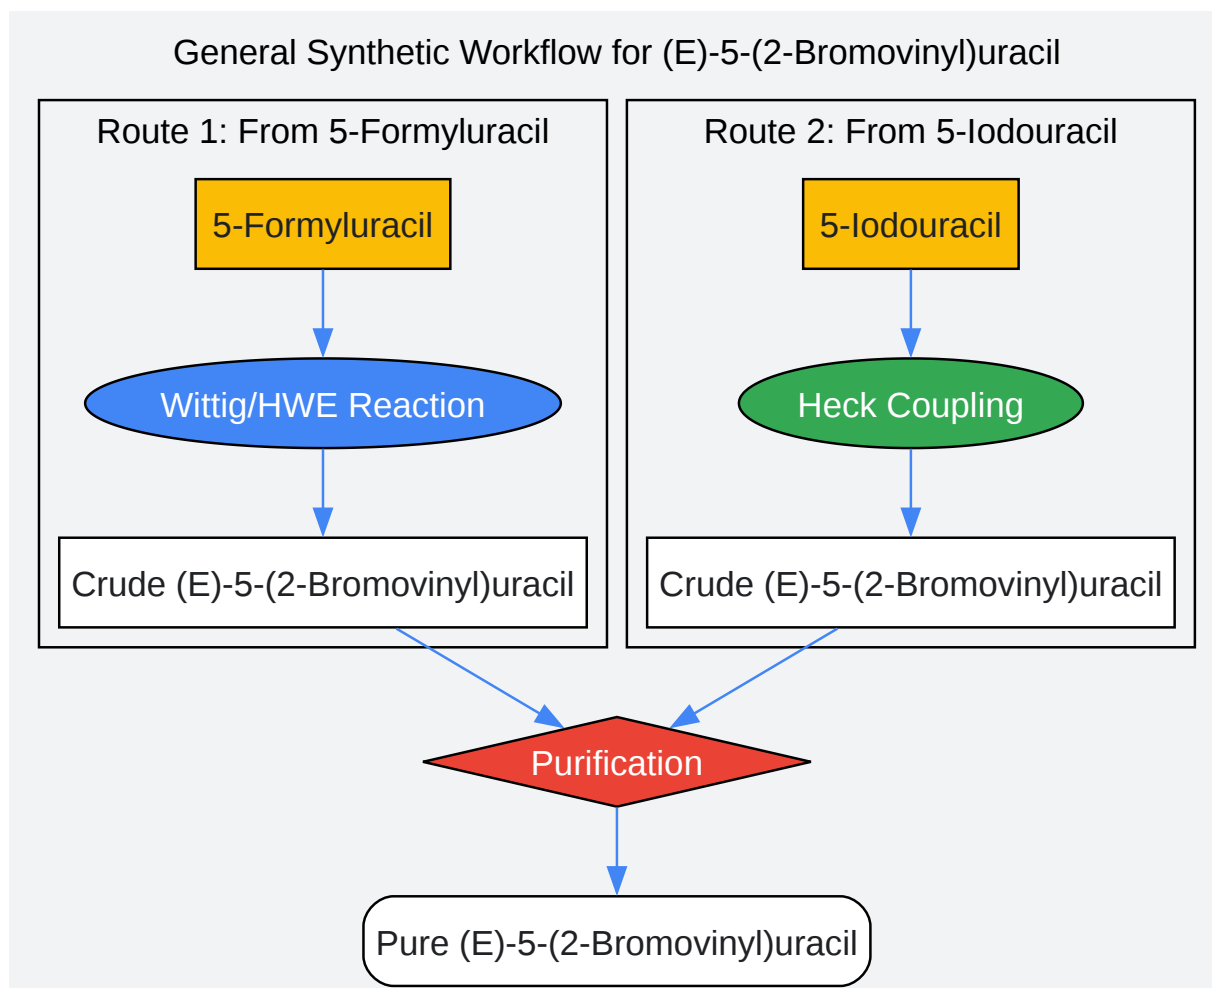 General Synthetic Workflow for (E)-5-(2-Bromovinyl)uracil
Route 1: From 5-Formyluracil
5-Formyluracil
Wittig/HWE Reaction
Crude (E)-5-(2-Bromovinyl)uracil
Route 2: From 5-Iodouracil
5-Iodouracil
Heck Coupling
Crude (E)-5-(2-Bromovinyl)uracil
Purification
Pure (E)-5-(2-Bromovinyl)uracil